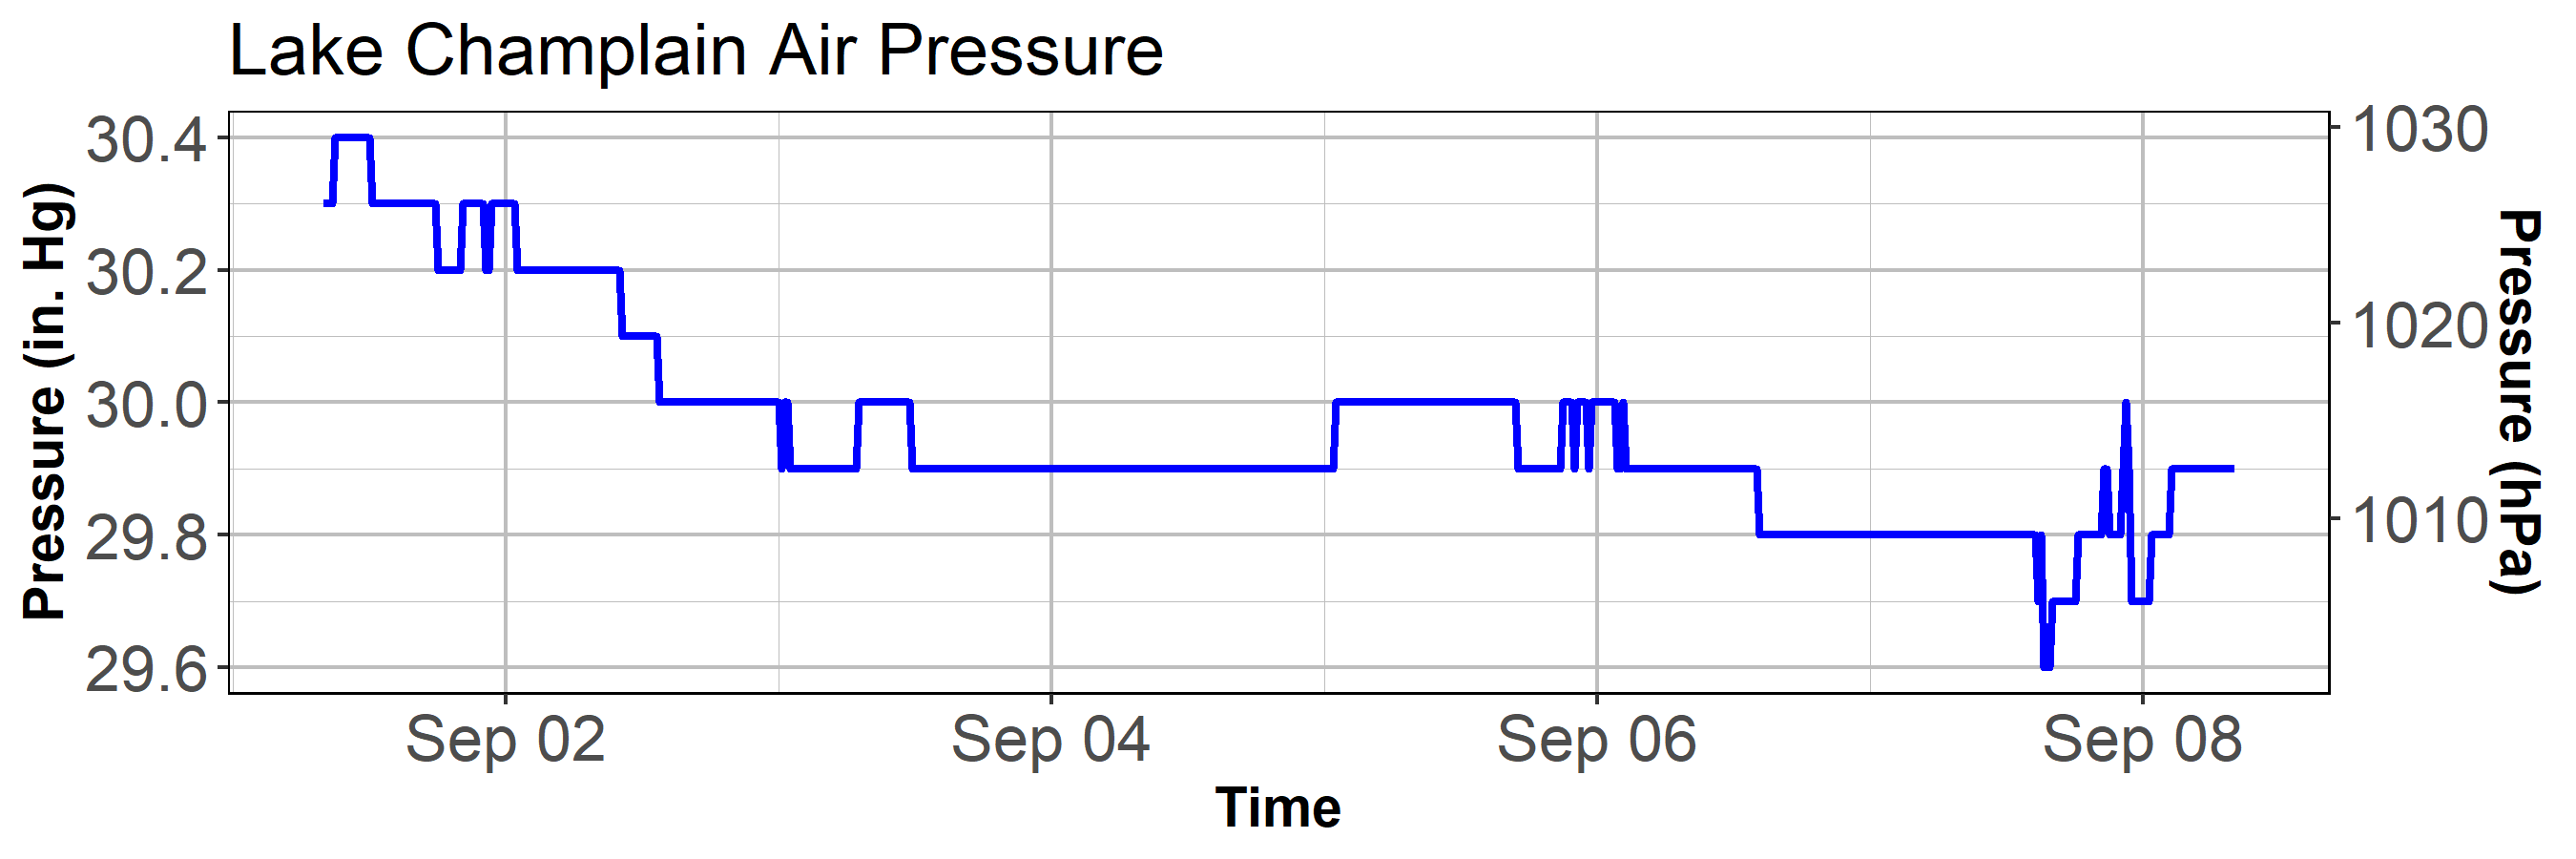 Lake Champlain Air Pressure
Pressure (in. Hg)
30.4
30.2
30.0
29.8
29.6
1030
1020
1010
Pressure (hPa)
Sep 02 Sep 04 Sep 06 Sep 08
Time